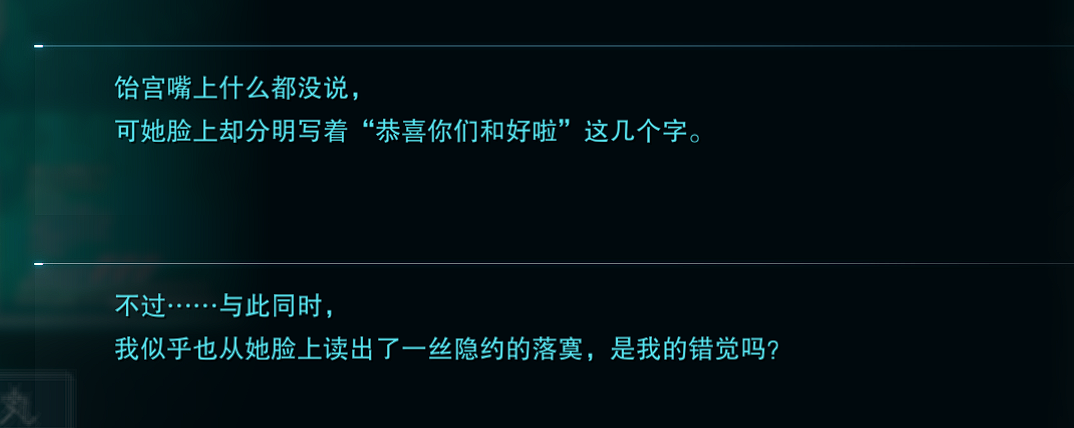 饴宫嘴上什么都没说，
可她脸上却分明写着“恭喜你们和好啦”这几个字。
不过……与此同时，
我似乎也从她脸上读出了一丝隐约的落寞，是我的错觉吗？
丸